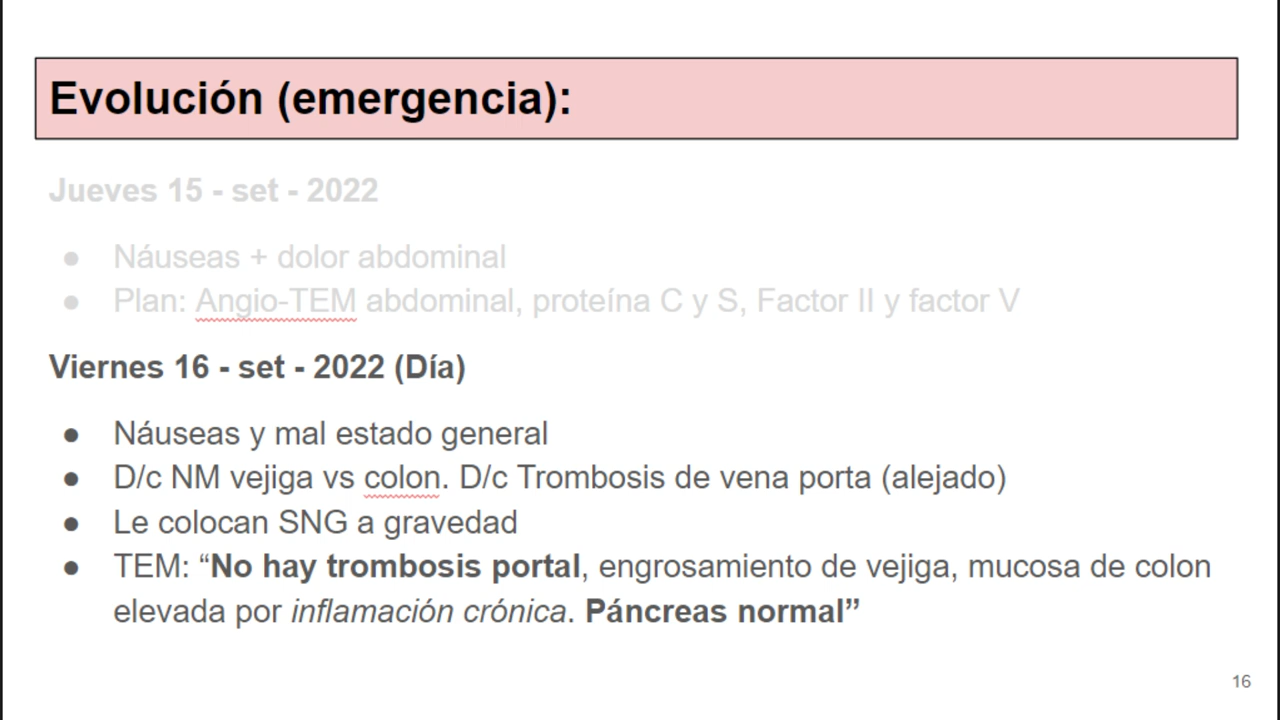 Evolución (emergencia):
Jueves 15 - set - 2022
● Náuseas + dolor abdominal
● Plan: Angio-TEM abdominal, proteína C y S, Factor II y factor V
Viernes 16 - set - 2022 (Día)
● Náuseas y mal estado general
● D/c NM vejiga vs colon. D/c Trombosis de vena porta (alejado)
● Le colocan SNG a gravedad
● TEM: “No hay trombosis portal, engrosamiento de vejiga, mucosa de colon
elevada por inflamación crónica. Páncreas normal”
16